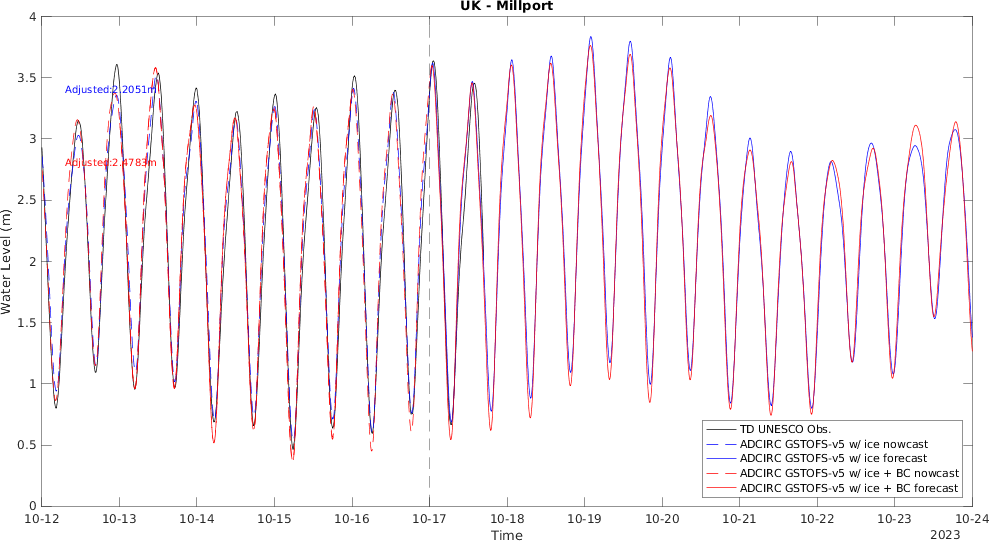 UK - Millport
4
3.5
3
2.5
2
1.5
1
0.5
0
Water Level (m)
Adjusted:2.2051m
Adjusted:2.4783m
TD UNESCO Obs.
ADCIRC GSTOFS-v5 w/ ice nowcast
ADCIRC GSTOFS-v5 w/ ice forecast
ADCIRC GSTOFS-v5 w/ ice + BC nowcast
ADCIRC GSTOFS-v5 w/ ice + BC forecast
10-12 10-13 10-14 10-15 10-16 10-17 10-18 10-19 10-20 10-21 10-22 10-23 10-24
Time
2023